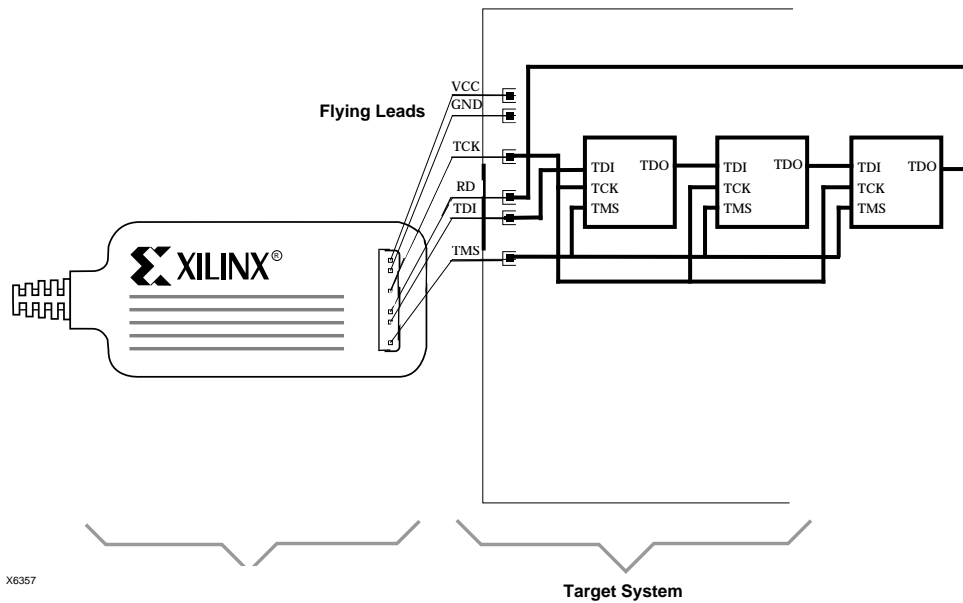 VCC
Flying Leads
GND
TCK
RD
TDI
TMS
XILINX®
TDI
TCK
TMS
TDO
TDI
TCK
TMS
TDO
TDI
TCK
TMS
TDO
X6357
Target System